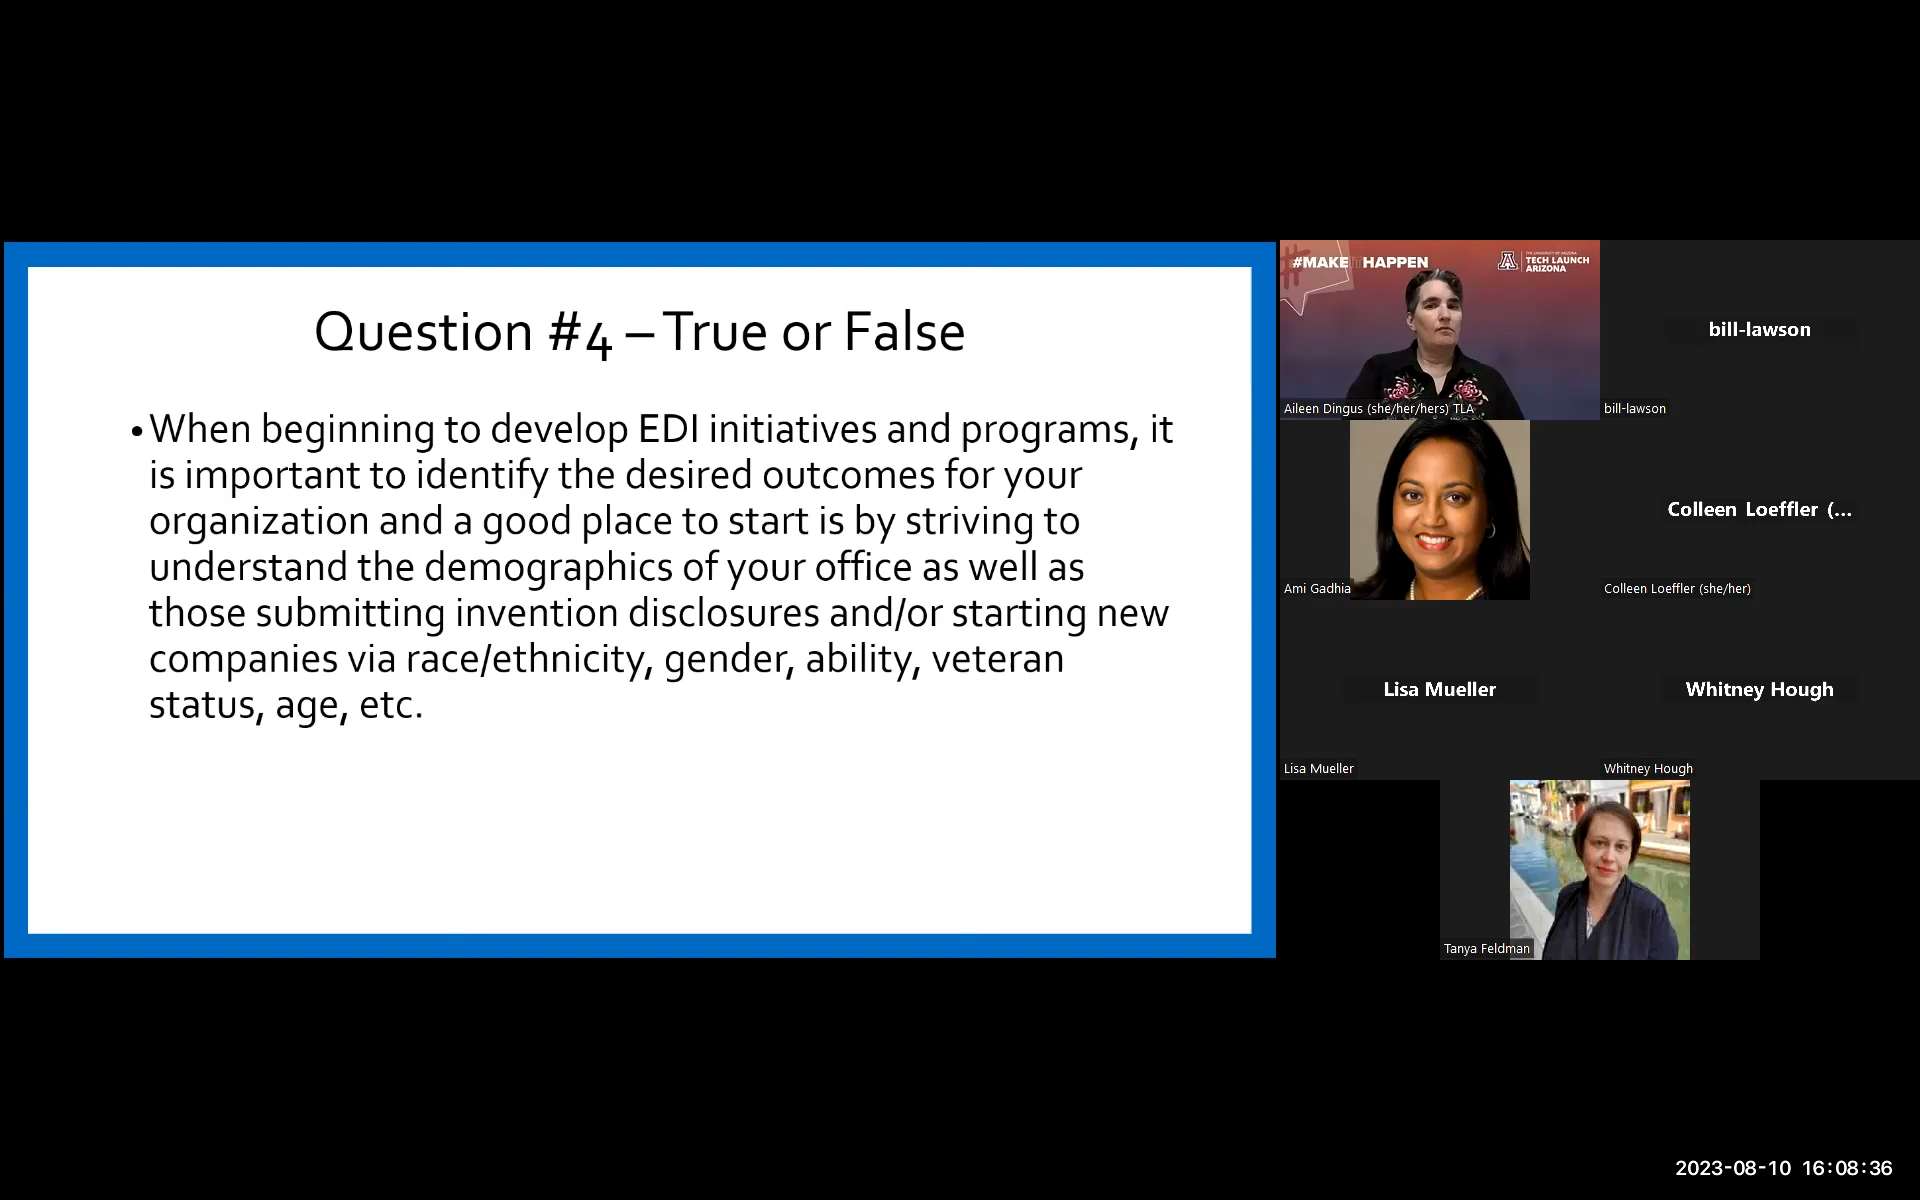 Question #4 – True or False
•When beginning to develop EDI initiatives and programs, it
is important to identify the desired outcomes for your
organization and a good place to start is by striving to
understand the demographics of your office as well as
those submitting invention disclosures and/or starting new
companies via race/ethnicity, gender, ability, veteran
status, age, etc.
#MAKEITHAPPEN
THE UNIVERSITY OF ARIZONA
TECH LAUNCH
ARIZONA
Aileen Dingus (she/her/hers) TLA
bill-lawson
bill-lawson
Ami Gadhia
Colleen Loeffler (...
Colleen Loeffler (she/her)
Lisa Mueller
Lisa Mueller
Whitney Hough
Whitney Hough
Tanya Feldman
2023-08-10 16:08:36